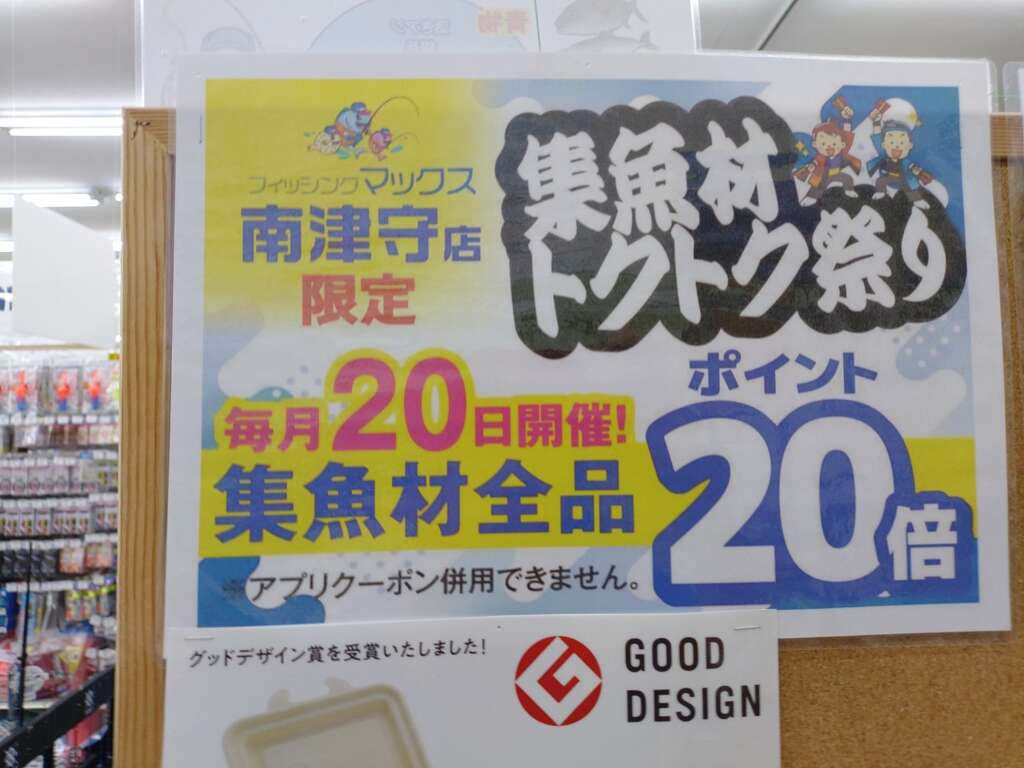 青物
フィッシングマックス
南津守店
限定
集魚材
トクトク祭り
毎月20日開催!
集魚材全品
ポイント
20倍
※アプリクーポン併用できません。
グッドデザイン賞を受賞いたしました!
GOOD
DESIGN